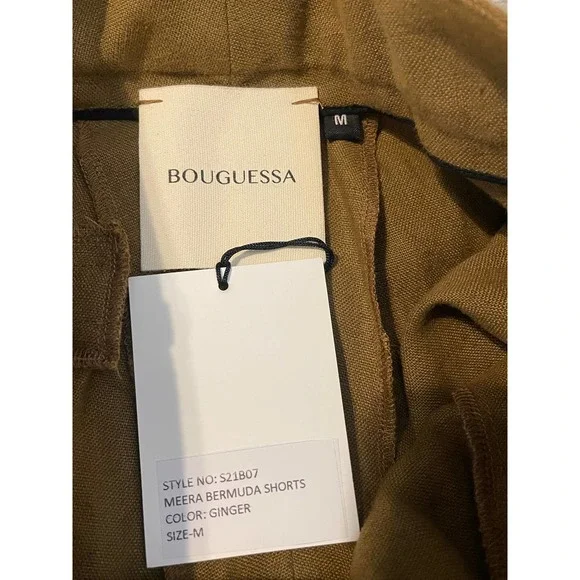 M
BOUGUESSA
STYLE NO: S21B07
MEERA BERMUDA SHORTS
COLOR: GINGER
SIZE-M